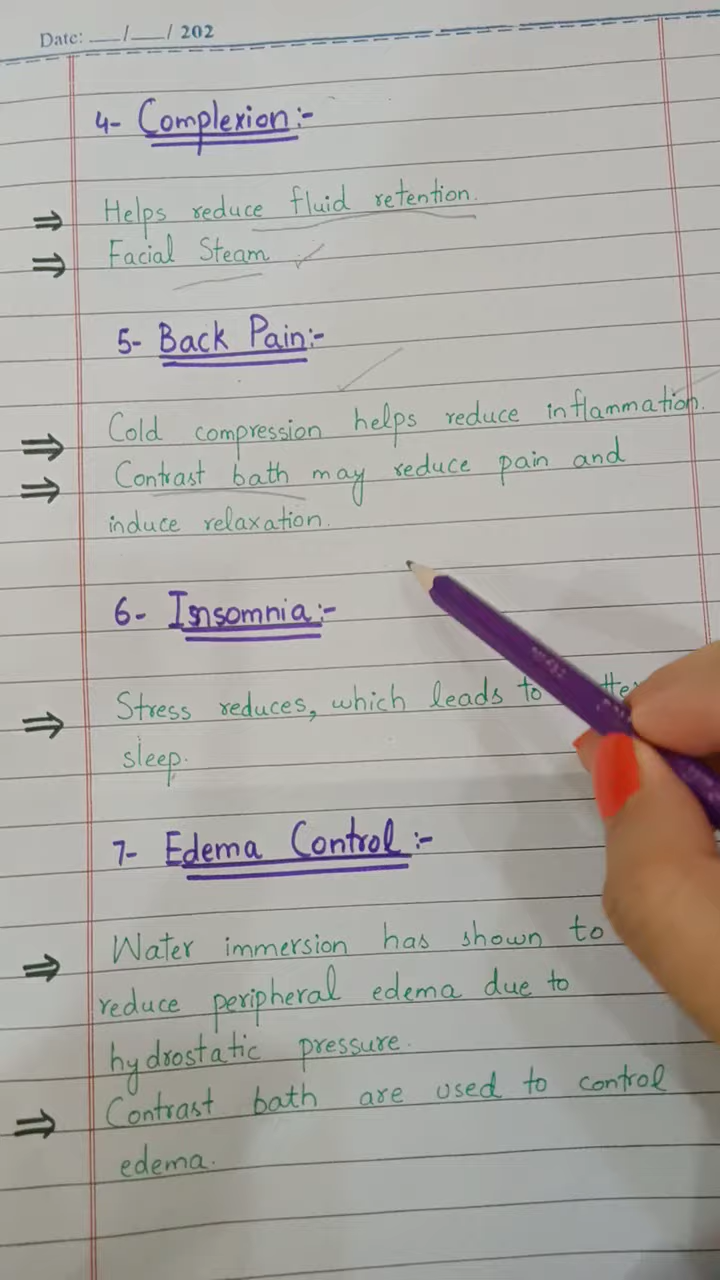 Date: __/__/ 202
4- Complexion:-
⇒ Helps reduce fluid retention.
⇒ Facial Steam
5- Back Pain:-
⇒ Cold compression helps reduce inflammation.
⇒ Contrast bath may reduce pain and
induce relaxation.
6- Insomnia:-
⇒ Stress reduces, which leads to
sleep.
7- Edema Control:-
⇒ Water immersion has shown to
reduce peripheral edema due to
hydrostatic pressure.
⇒ Contrast bath are used to control
edema.